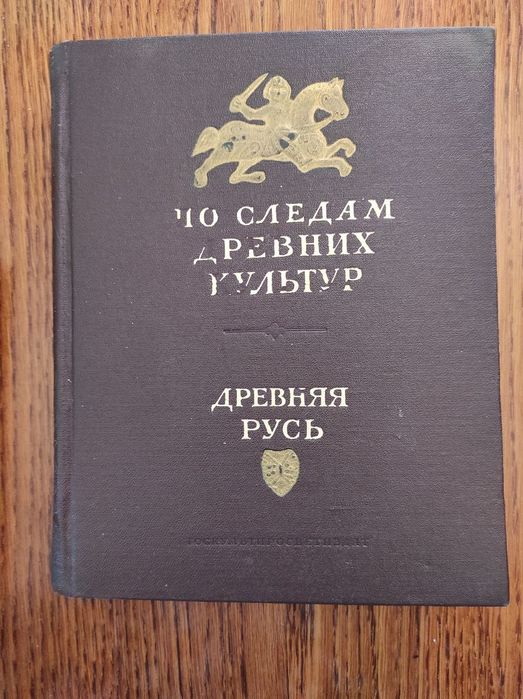 ПО СЛЕДАМ
ДРЕВНИХ
КУЛЬТУР
ДРЕВНЯЯ
РУСЬ
ГОСКУЛЬТПРОСВЕТИЗДАТ